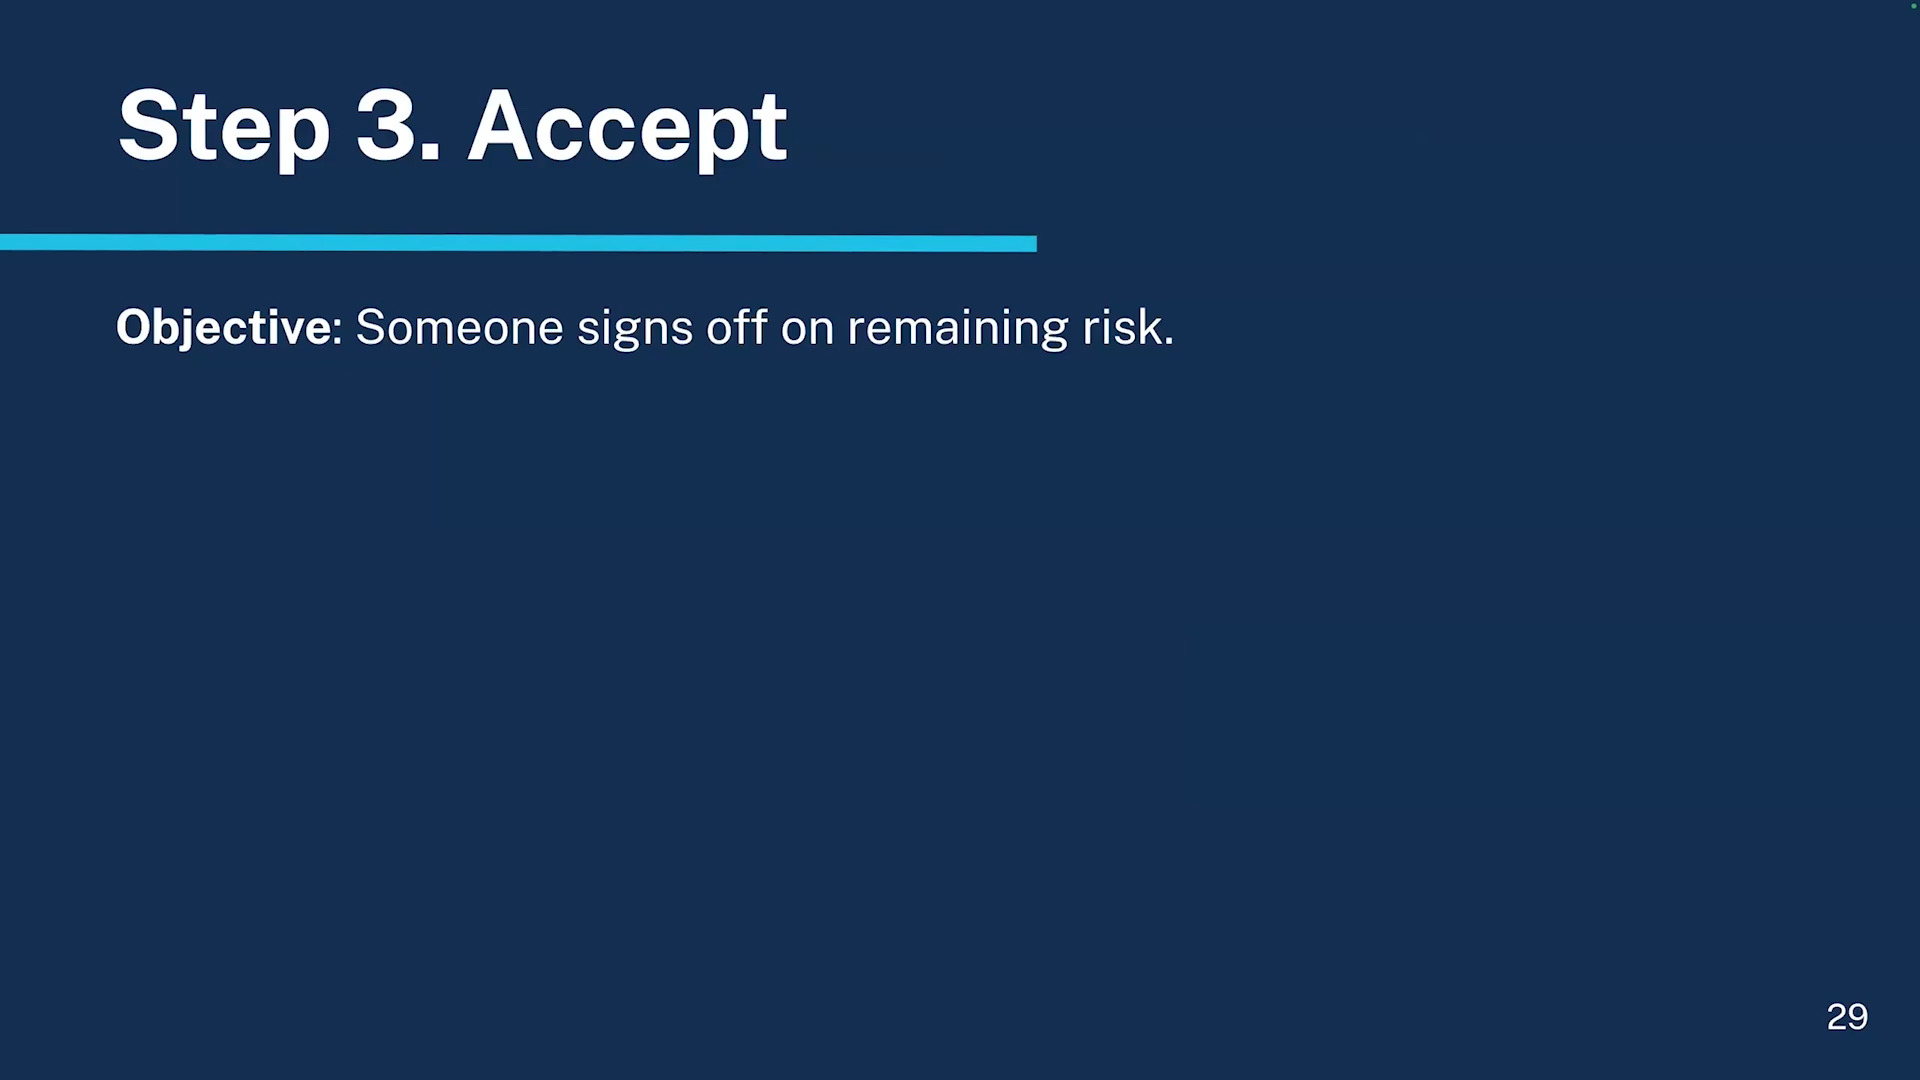 Step 3. Accept
Objective: Someone signs off on remaining risk.
29